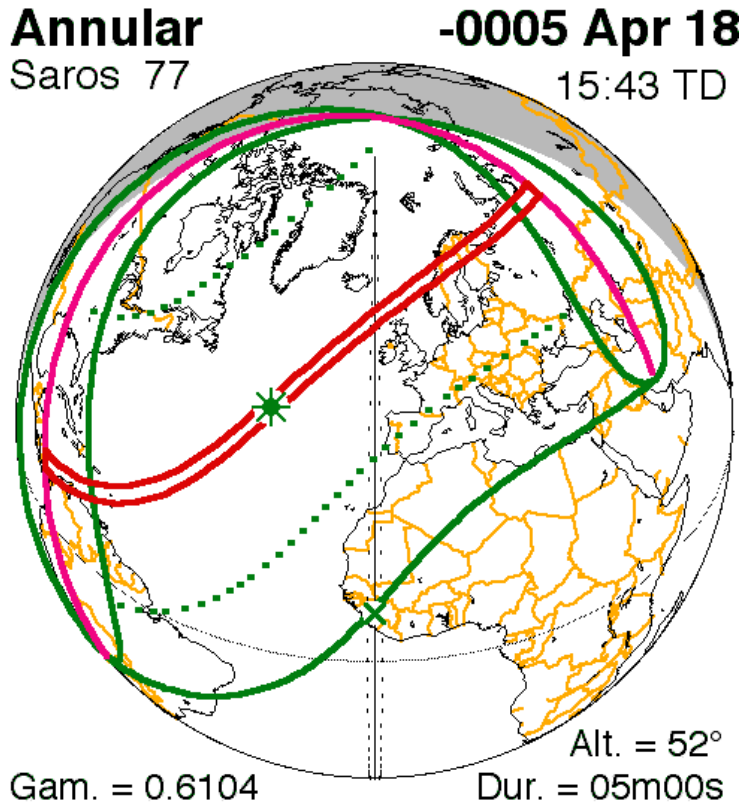 Annular -0005 Apr 18
Saros 77 15:43 TD
Alt. = 52°
Gam. = 0.6104 Dur. = 05m00s